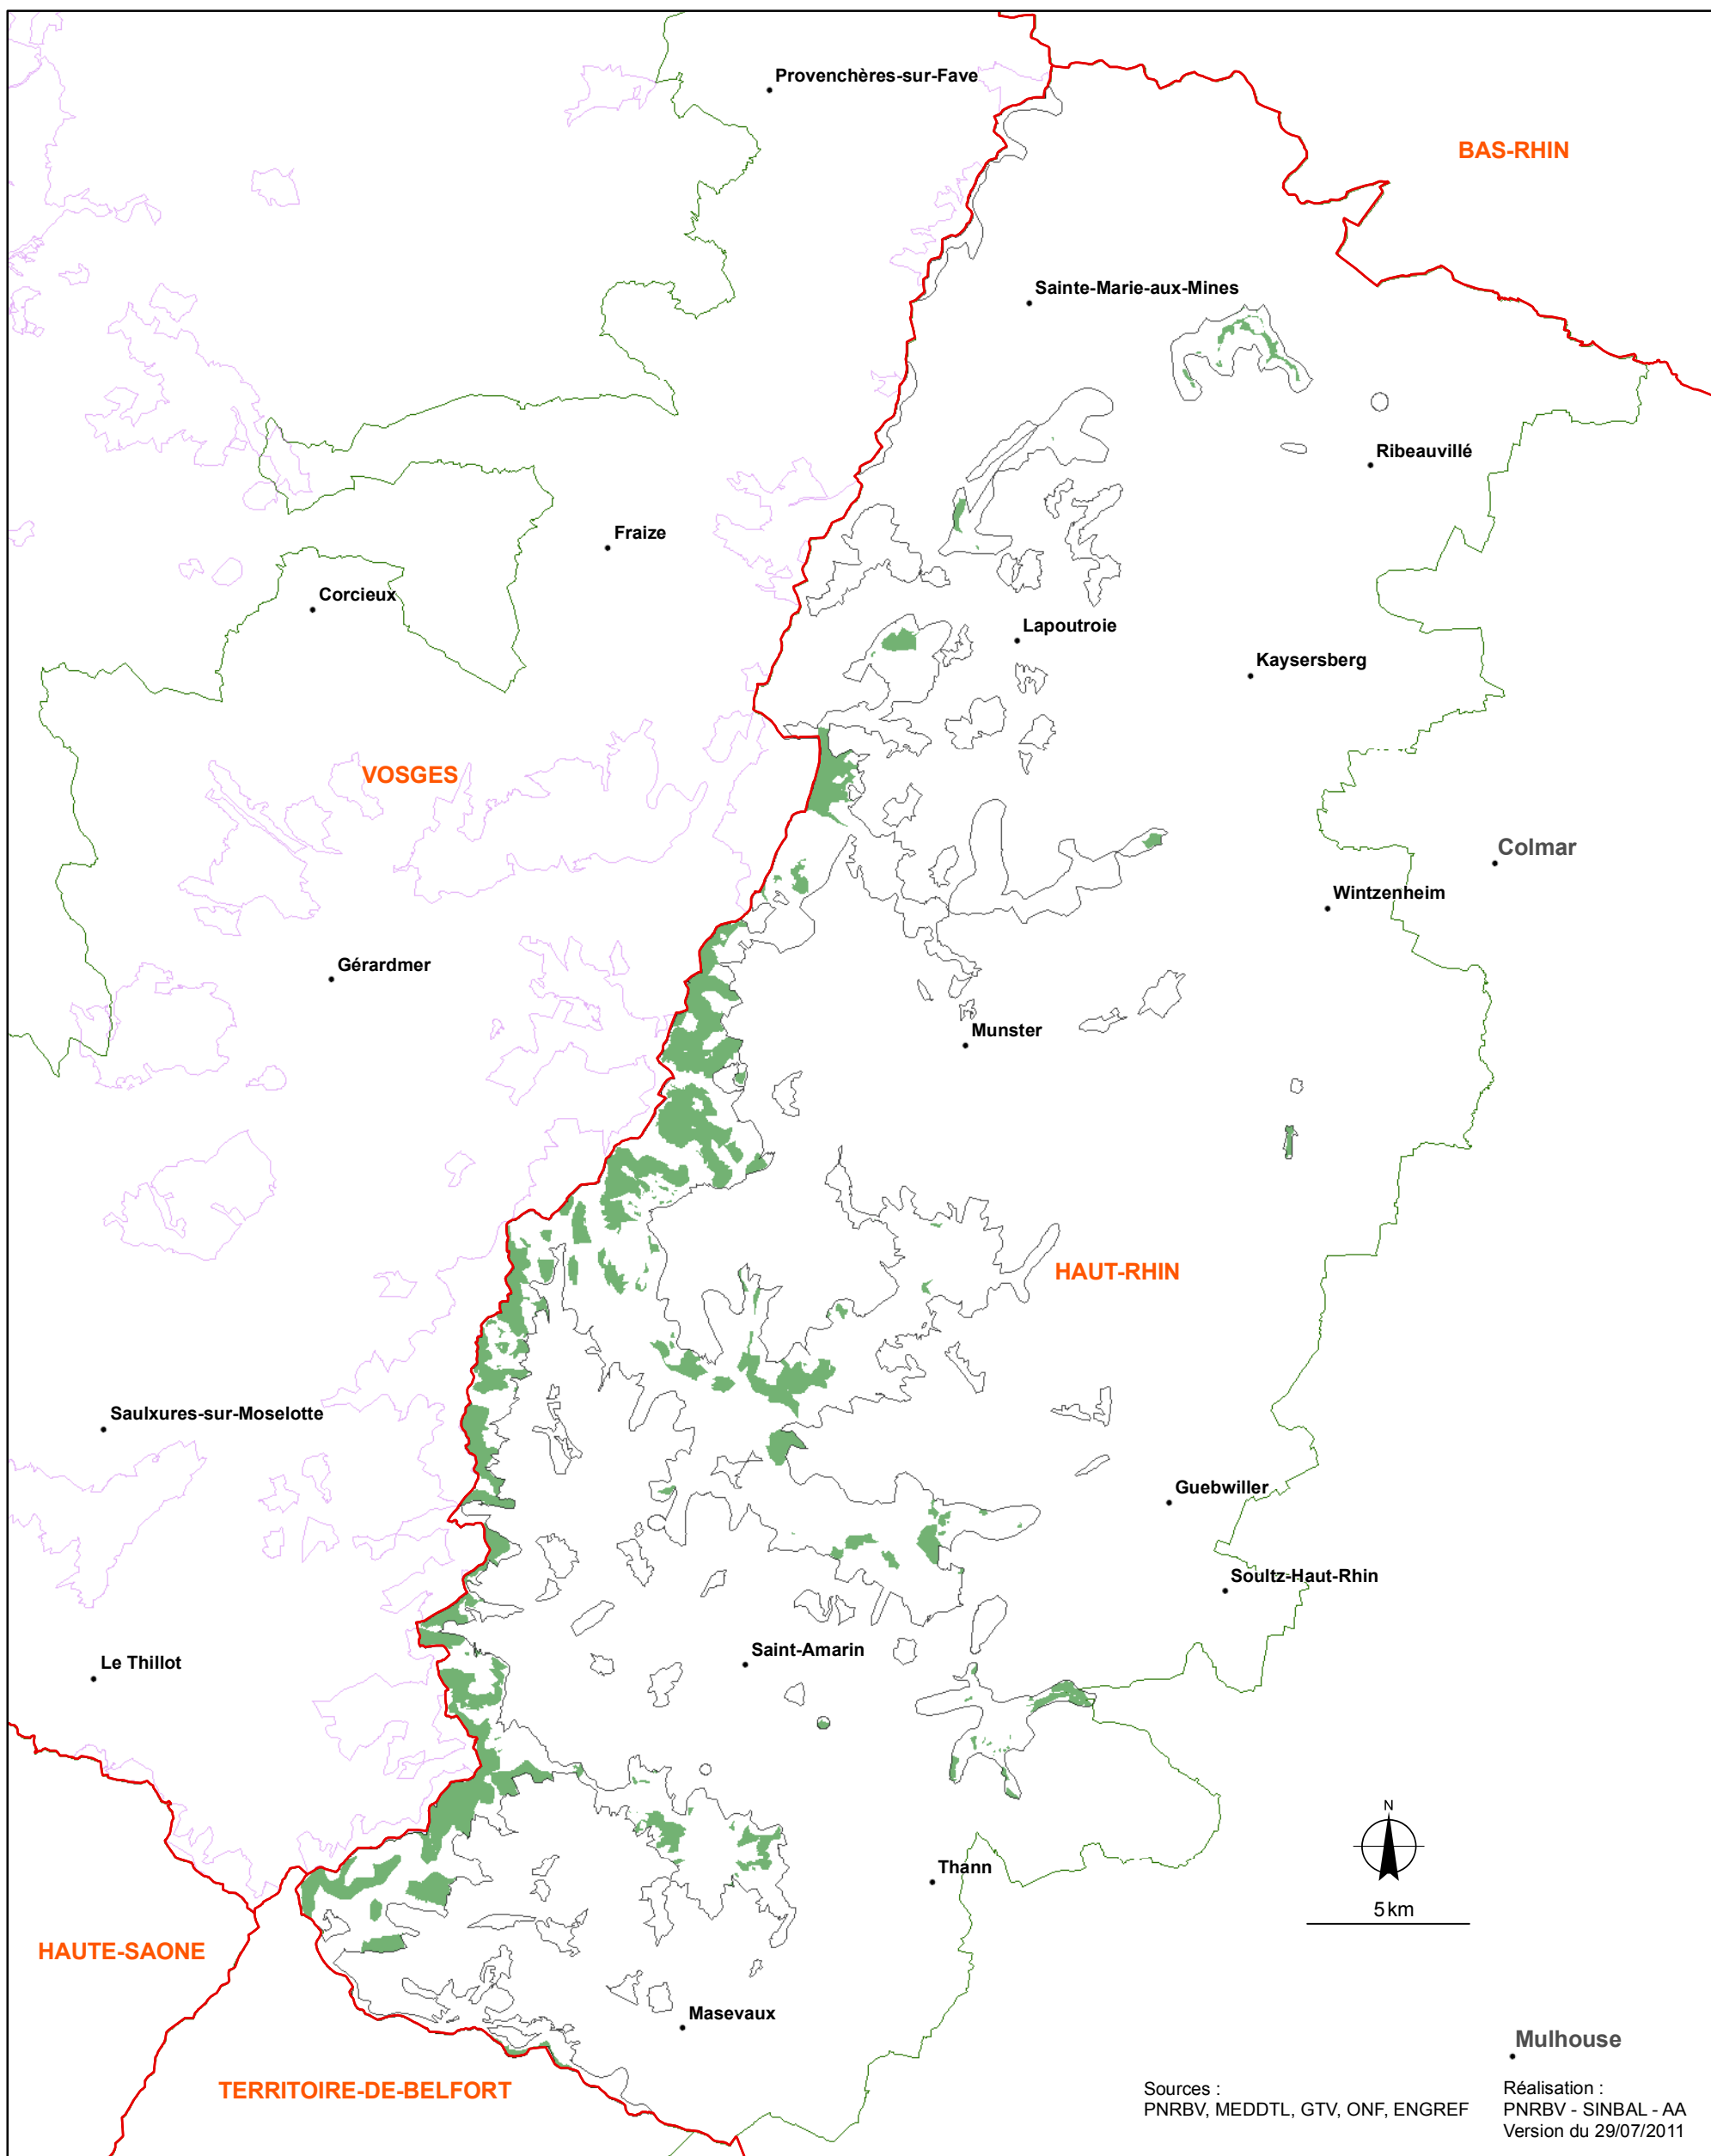 Provenchères-sur-Fave
BAS-RHIN
Sainte-Marie-aux-Mines
Ribeauvillé
Fraize
Corcieux
Lapoutroie
Kaysersberg
VOSGES
Colmar
Wintzenheim
Gérardmer
Munster
HAUT-RHIN
Saulxures-sur-Moselotte
Guebwiller
Soultz-Haut-Rhin
Saint-Amarin
Le Thillot
N
Thann
5 km
HAUTE-SAONE
Masevaux
Mulhouse
TERRITOIRE-DE-BELFORT
Sources :
PNRBV, MEDDTL, GTV, ONF, ENGREF
Réalisation :
PNRBV - SINBAL - AA
Version du 29/07/2011